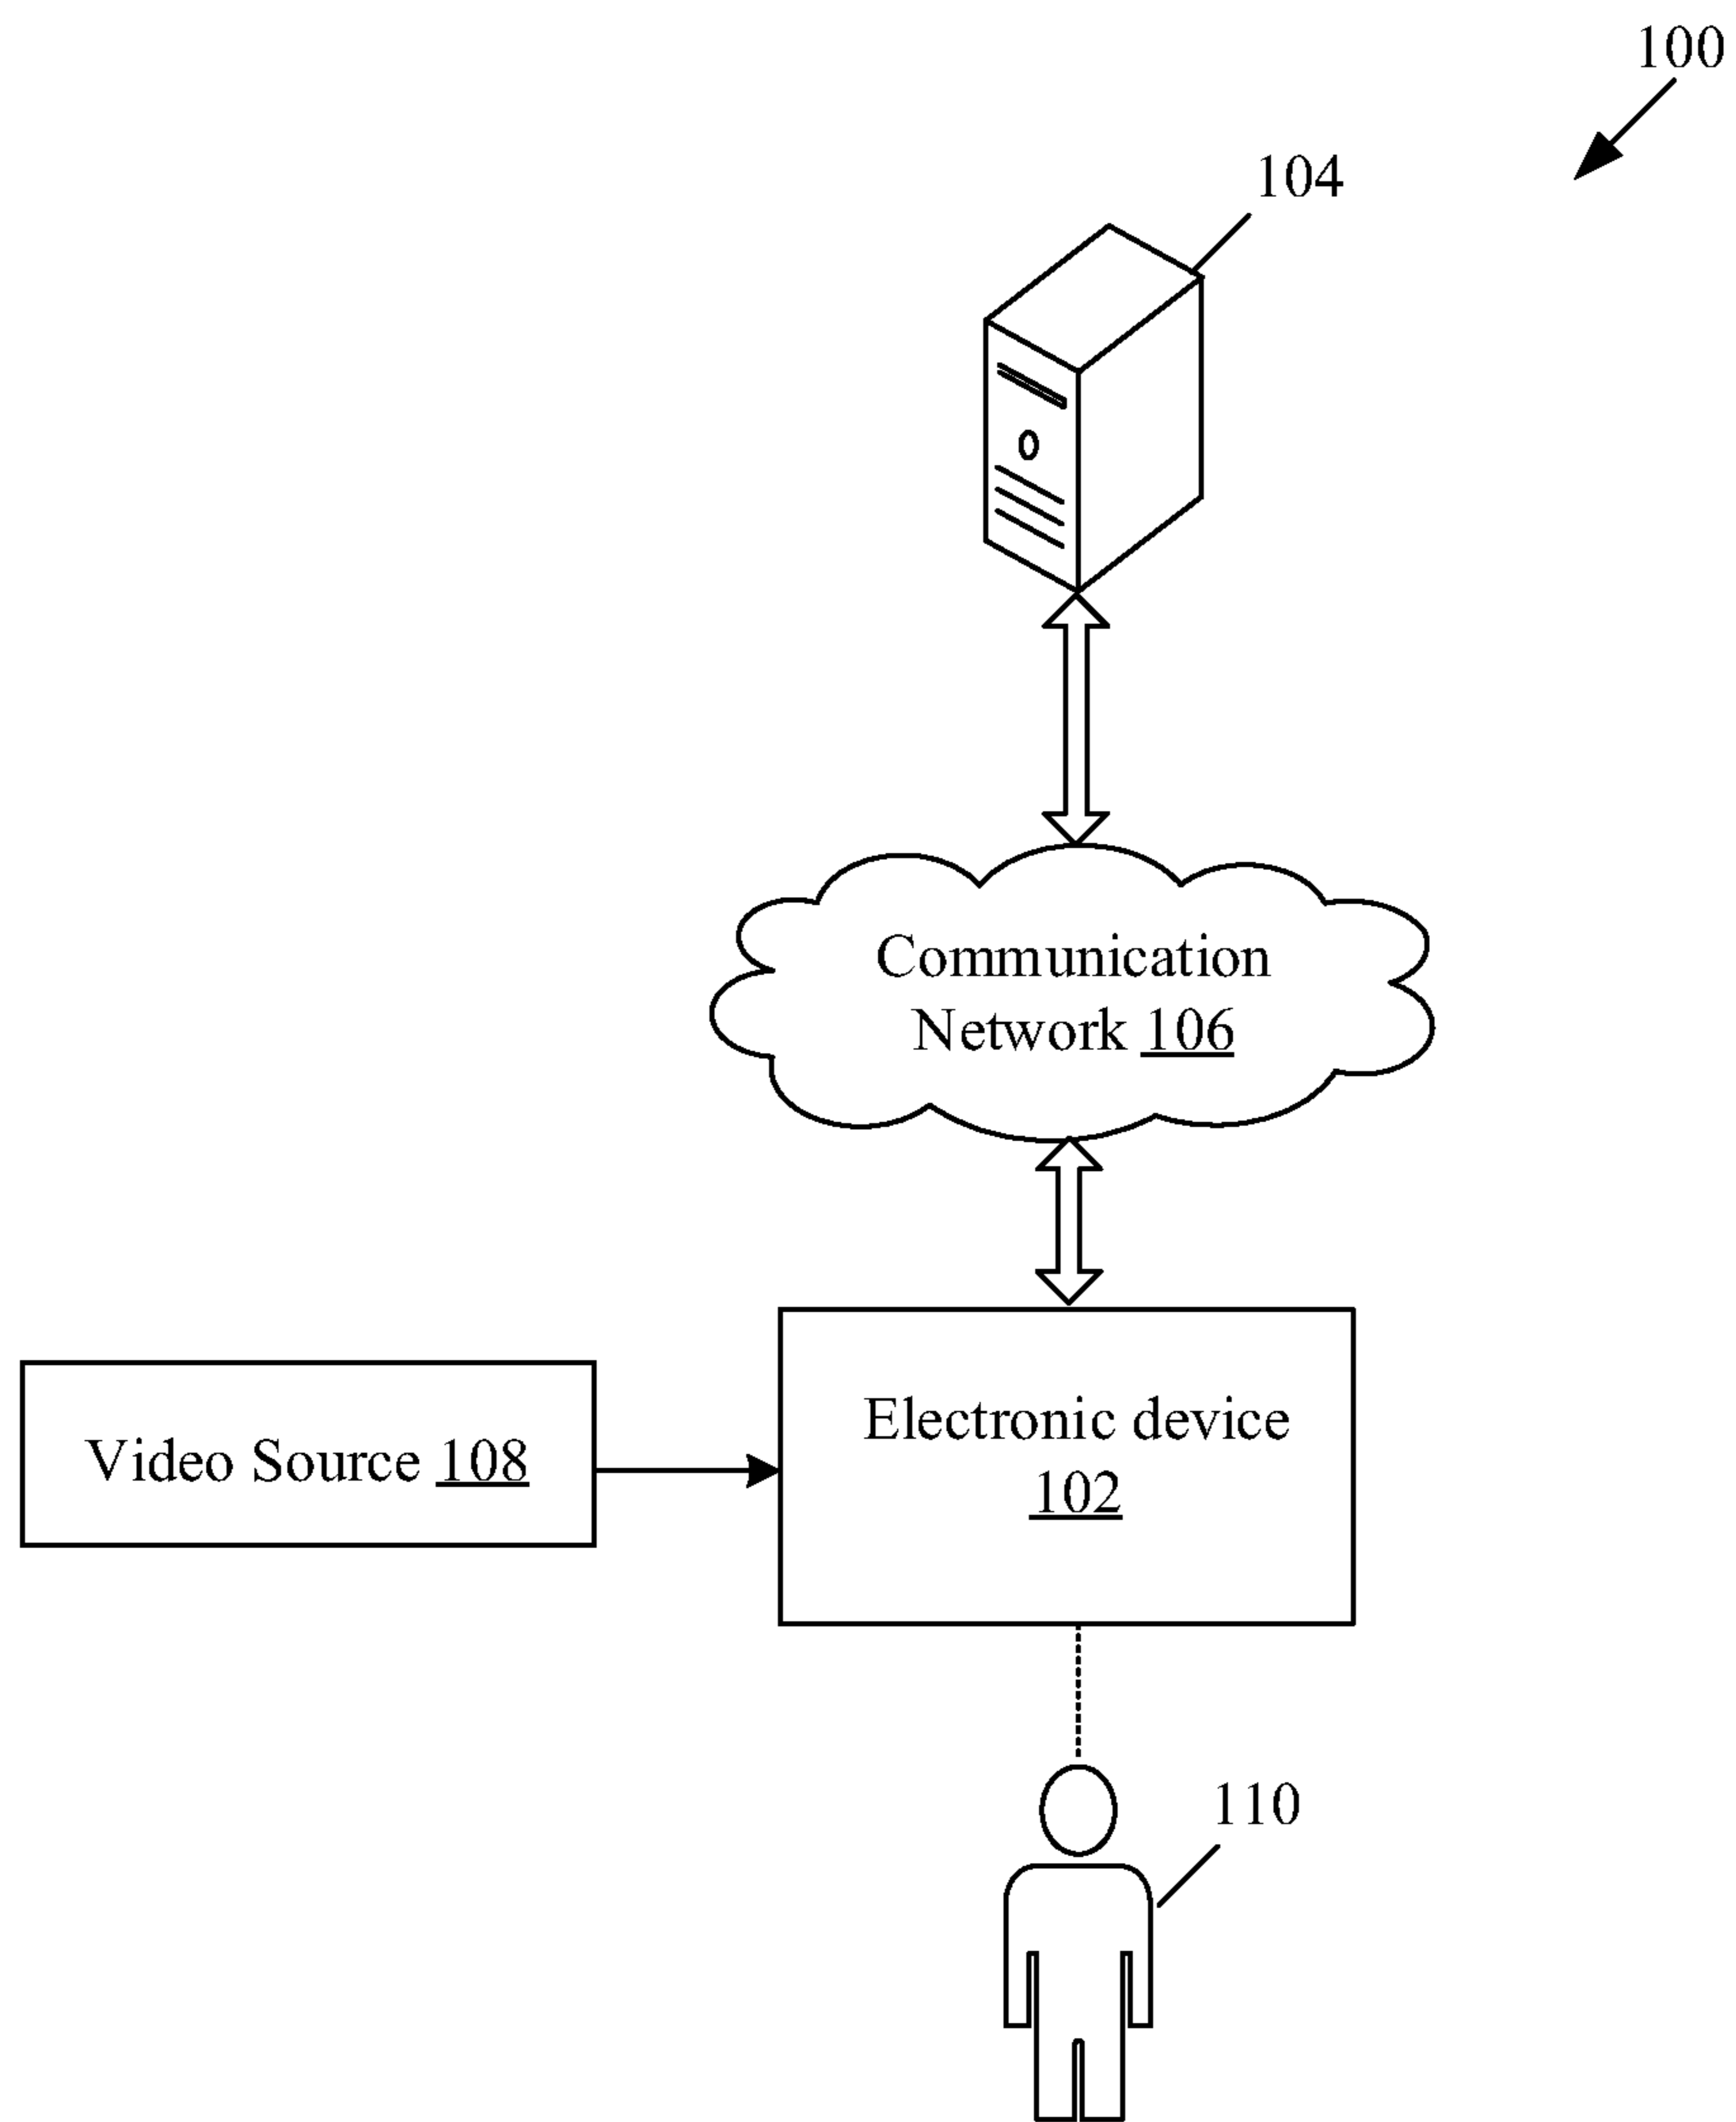 100
104
Communication
Network 106
Electronic device
102
Video Source 108
110